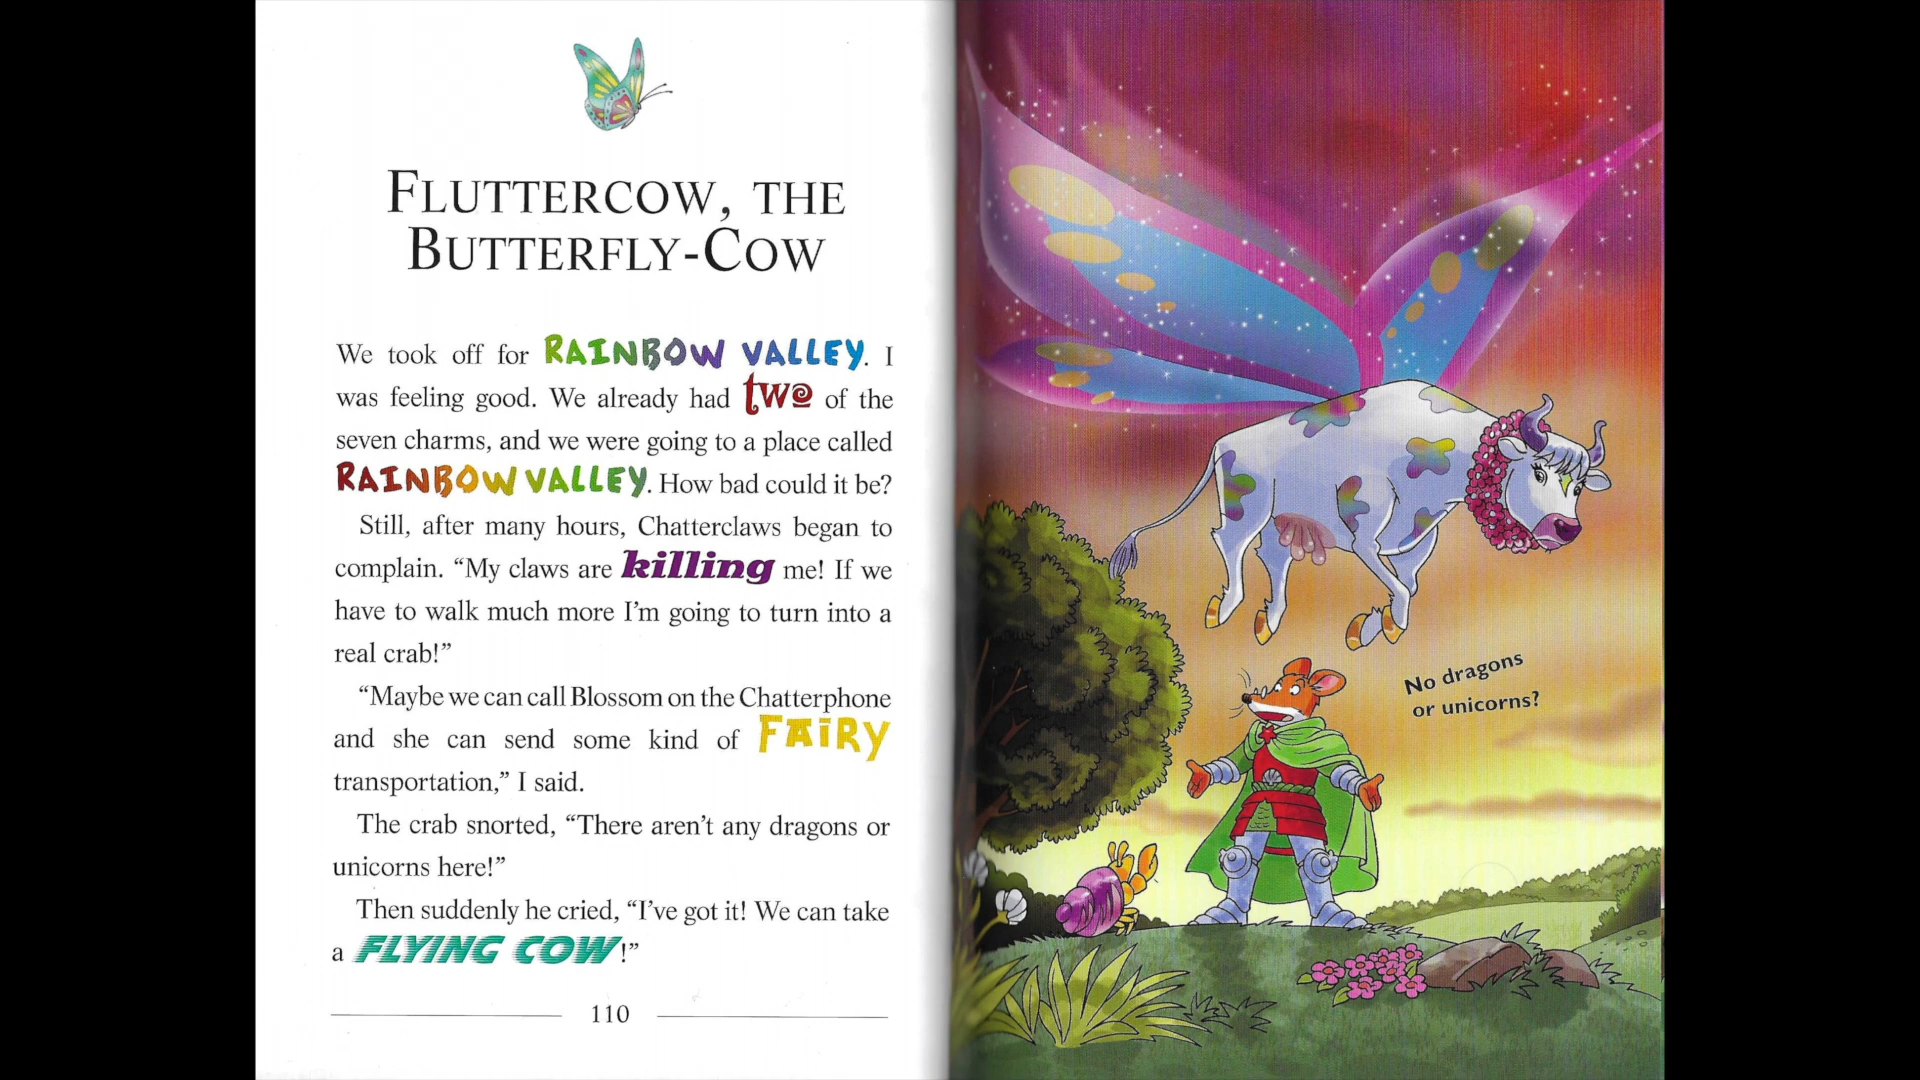 FLUTTERCOW, THE
BUTTERFLY-COW
We took off for RAINBOW VALLEY. I
was feeling good. We already had two of the
seven charms, and we were going to a place called
RAINBOW VALLEY. How bad could it be?
Still, after many hours, Chatterclaws began to
complain. “My claws are killing me! If we
have to walk much more I’m going to turn into a
real crab!”
“Maybe we can call Blossom on the Chatterphone
and she can send some kind of FAIRY
transportation,” I said.
The crab snorted, “There aren’t any dragons or
unicorns here!”
Then suddenly he cried, “I’ve got it! We can take
a FLYING COW!”
110
No dragons
or unicorns?